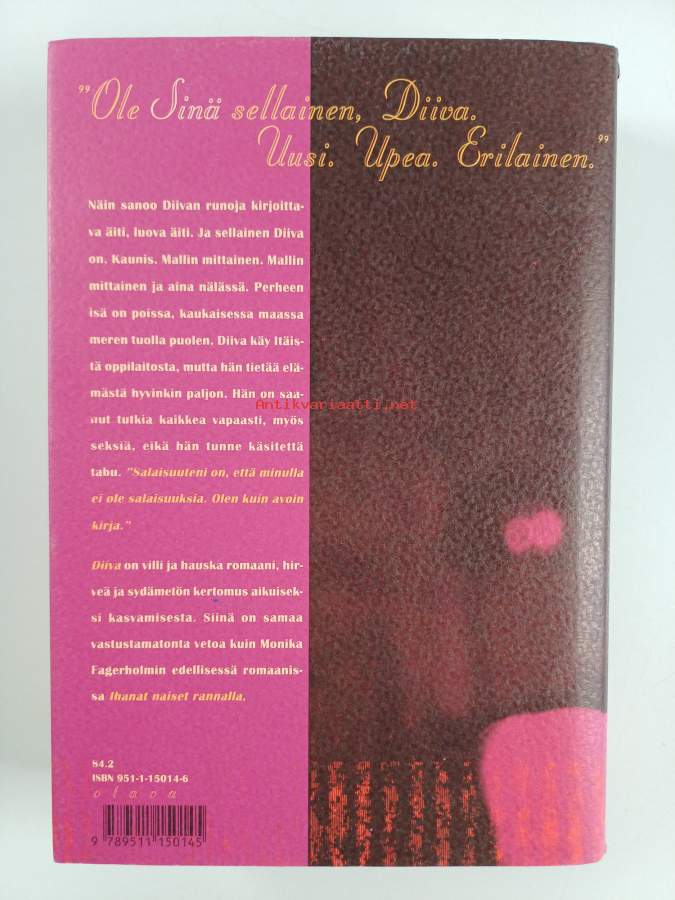 "Ole Sinä sellainen, Diiva.
Uusi. Upea. Erilainen."
Näin sanoo Diivan runoja kirjoitta-
va äiti, luova äiti. Ja sellainen Diiva
on. Kaunis. Mallin mittainen. Mallin
mittainen ja aina nälässä. Perheen
isä on poissa, kaukaisessa maassa
meren tuolla puolen. Diiva käy Itäis-
tä oppilaitosta, mutta hän tietää elä-
mästä hyvinkin paljon. Hän on saa-
Antikvariaatti.net
nut tutkia kaikkea vapaasti, myös
seksiä, eikä hän tunne käsitettä
tabu. "Salaisuuteni on, että minulla
ei ole salaisuuksia. Olen kuin avoin
kirja."
Diiva on villi ja hauska romaani, hir-
veä ja sydämetön kertomus aikuisek-
si kasvamisesta. Siinä on samaa
vastustamatonta vetoa kuin Monika
Fagerholmin edellisessä romaanis-
sa Ihanat naiset rannalla.
84.2
ISBN 951-1-15014-6
otava
9 789511 150145